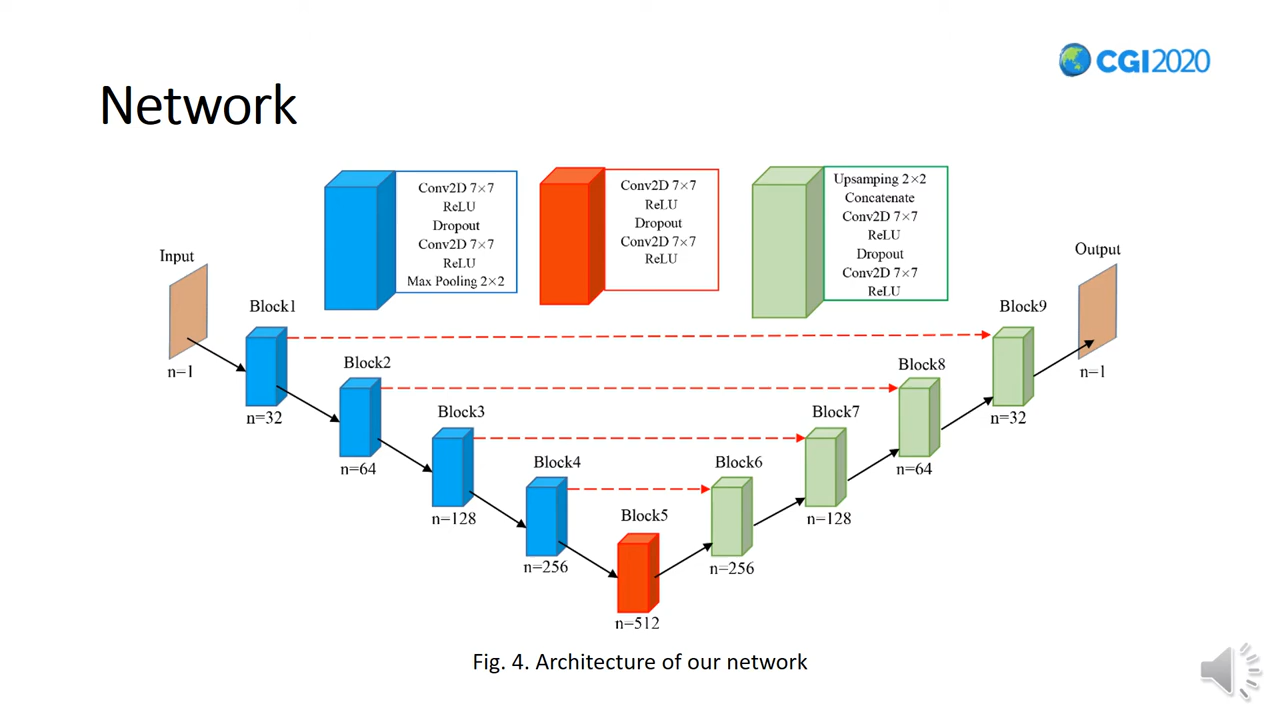 CGI2020
Network
Conv2D 7×7
ReLU
Dropout
Conv2D 7×7
ReLU
Max Pooling 2×2
Conv2D 7×7
ReLU
Dropout
Conv2D 7×7
ReLU
Upsamping 2×2
Concatenate
Conv2D 7×7
ReLU
Dropout
Conv2D 7×7
ReLU
Input
n=1
Output
n=1
Block1
n=32
Block2
n=64
Block3
n=128
Block4
n=256
Block5
n=512
Block6
n=256
Block7
n=128
Block8
n=64
Block9
n=32
Fig. 4. Architecture of our network